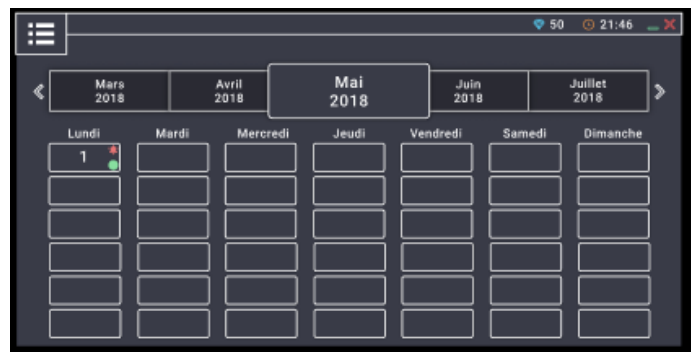 50 21:46
Mars Avril Mai Juin Juillet
2018 2018 2018 2018 2018
Lundi Mardi Mercredi Jeudi Vendredi Samedi Dimanche
1